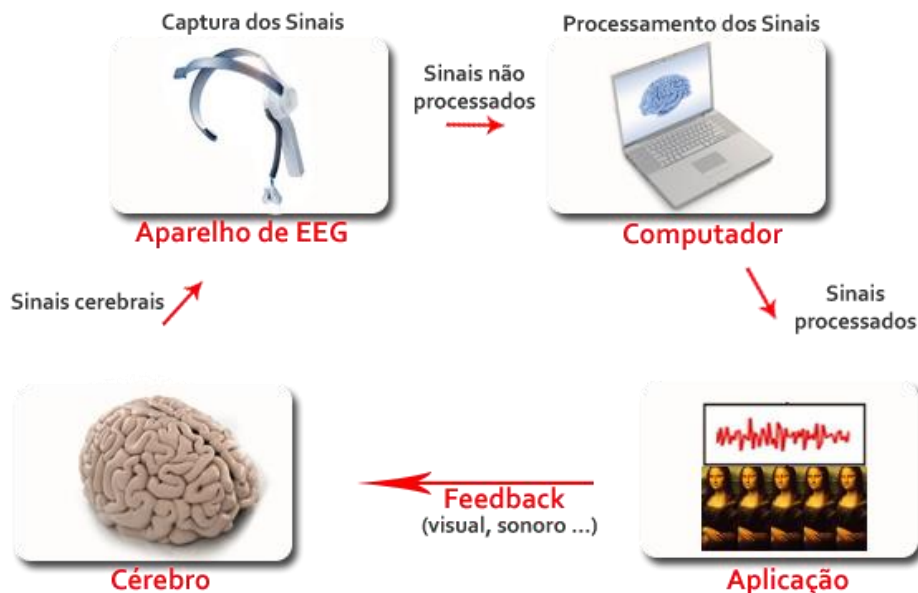 Captura dos Sinais
Processamento dos Sinais
Sinais não
processados
Aparelho de EEG
Computador
Sinais cerebrais
Sinais
processados
Feedback
(visual, sonoro ...)
Cérebro
Aplicação